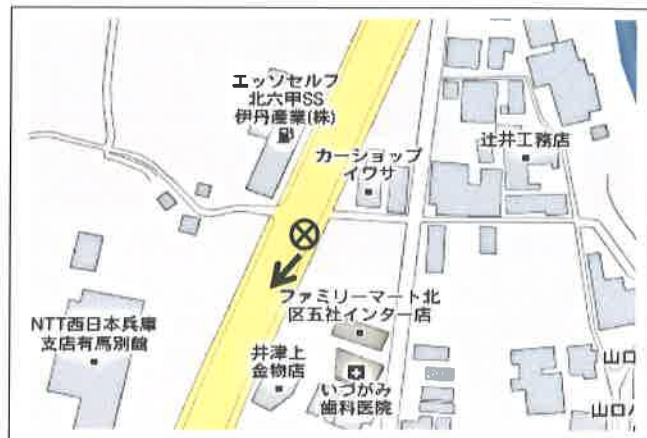 エッソセルフ
北六甲SS
伊丹産業(株)
カーショップ
イワサ
辻井工務店
ファミリーマート北
区五社インター店
NTT西日本兵庫
支店有馬別館
井津上
金物店
いづがみ
歯科医院
山口
山口ハ